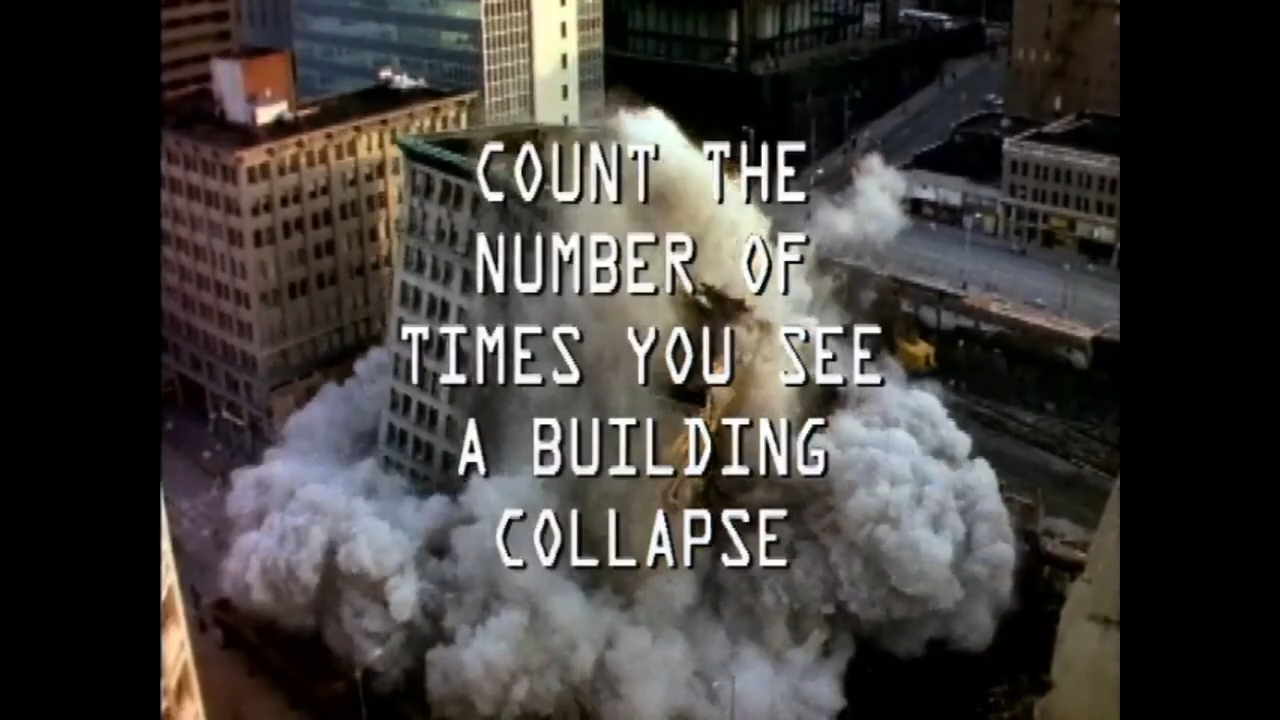 COUNT THE
NUMBER OF
TIMES YOU SEE
A BUILDING
COLLAPSE